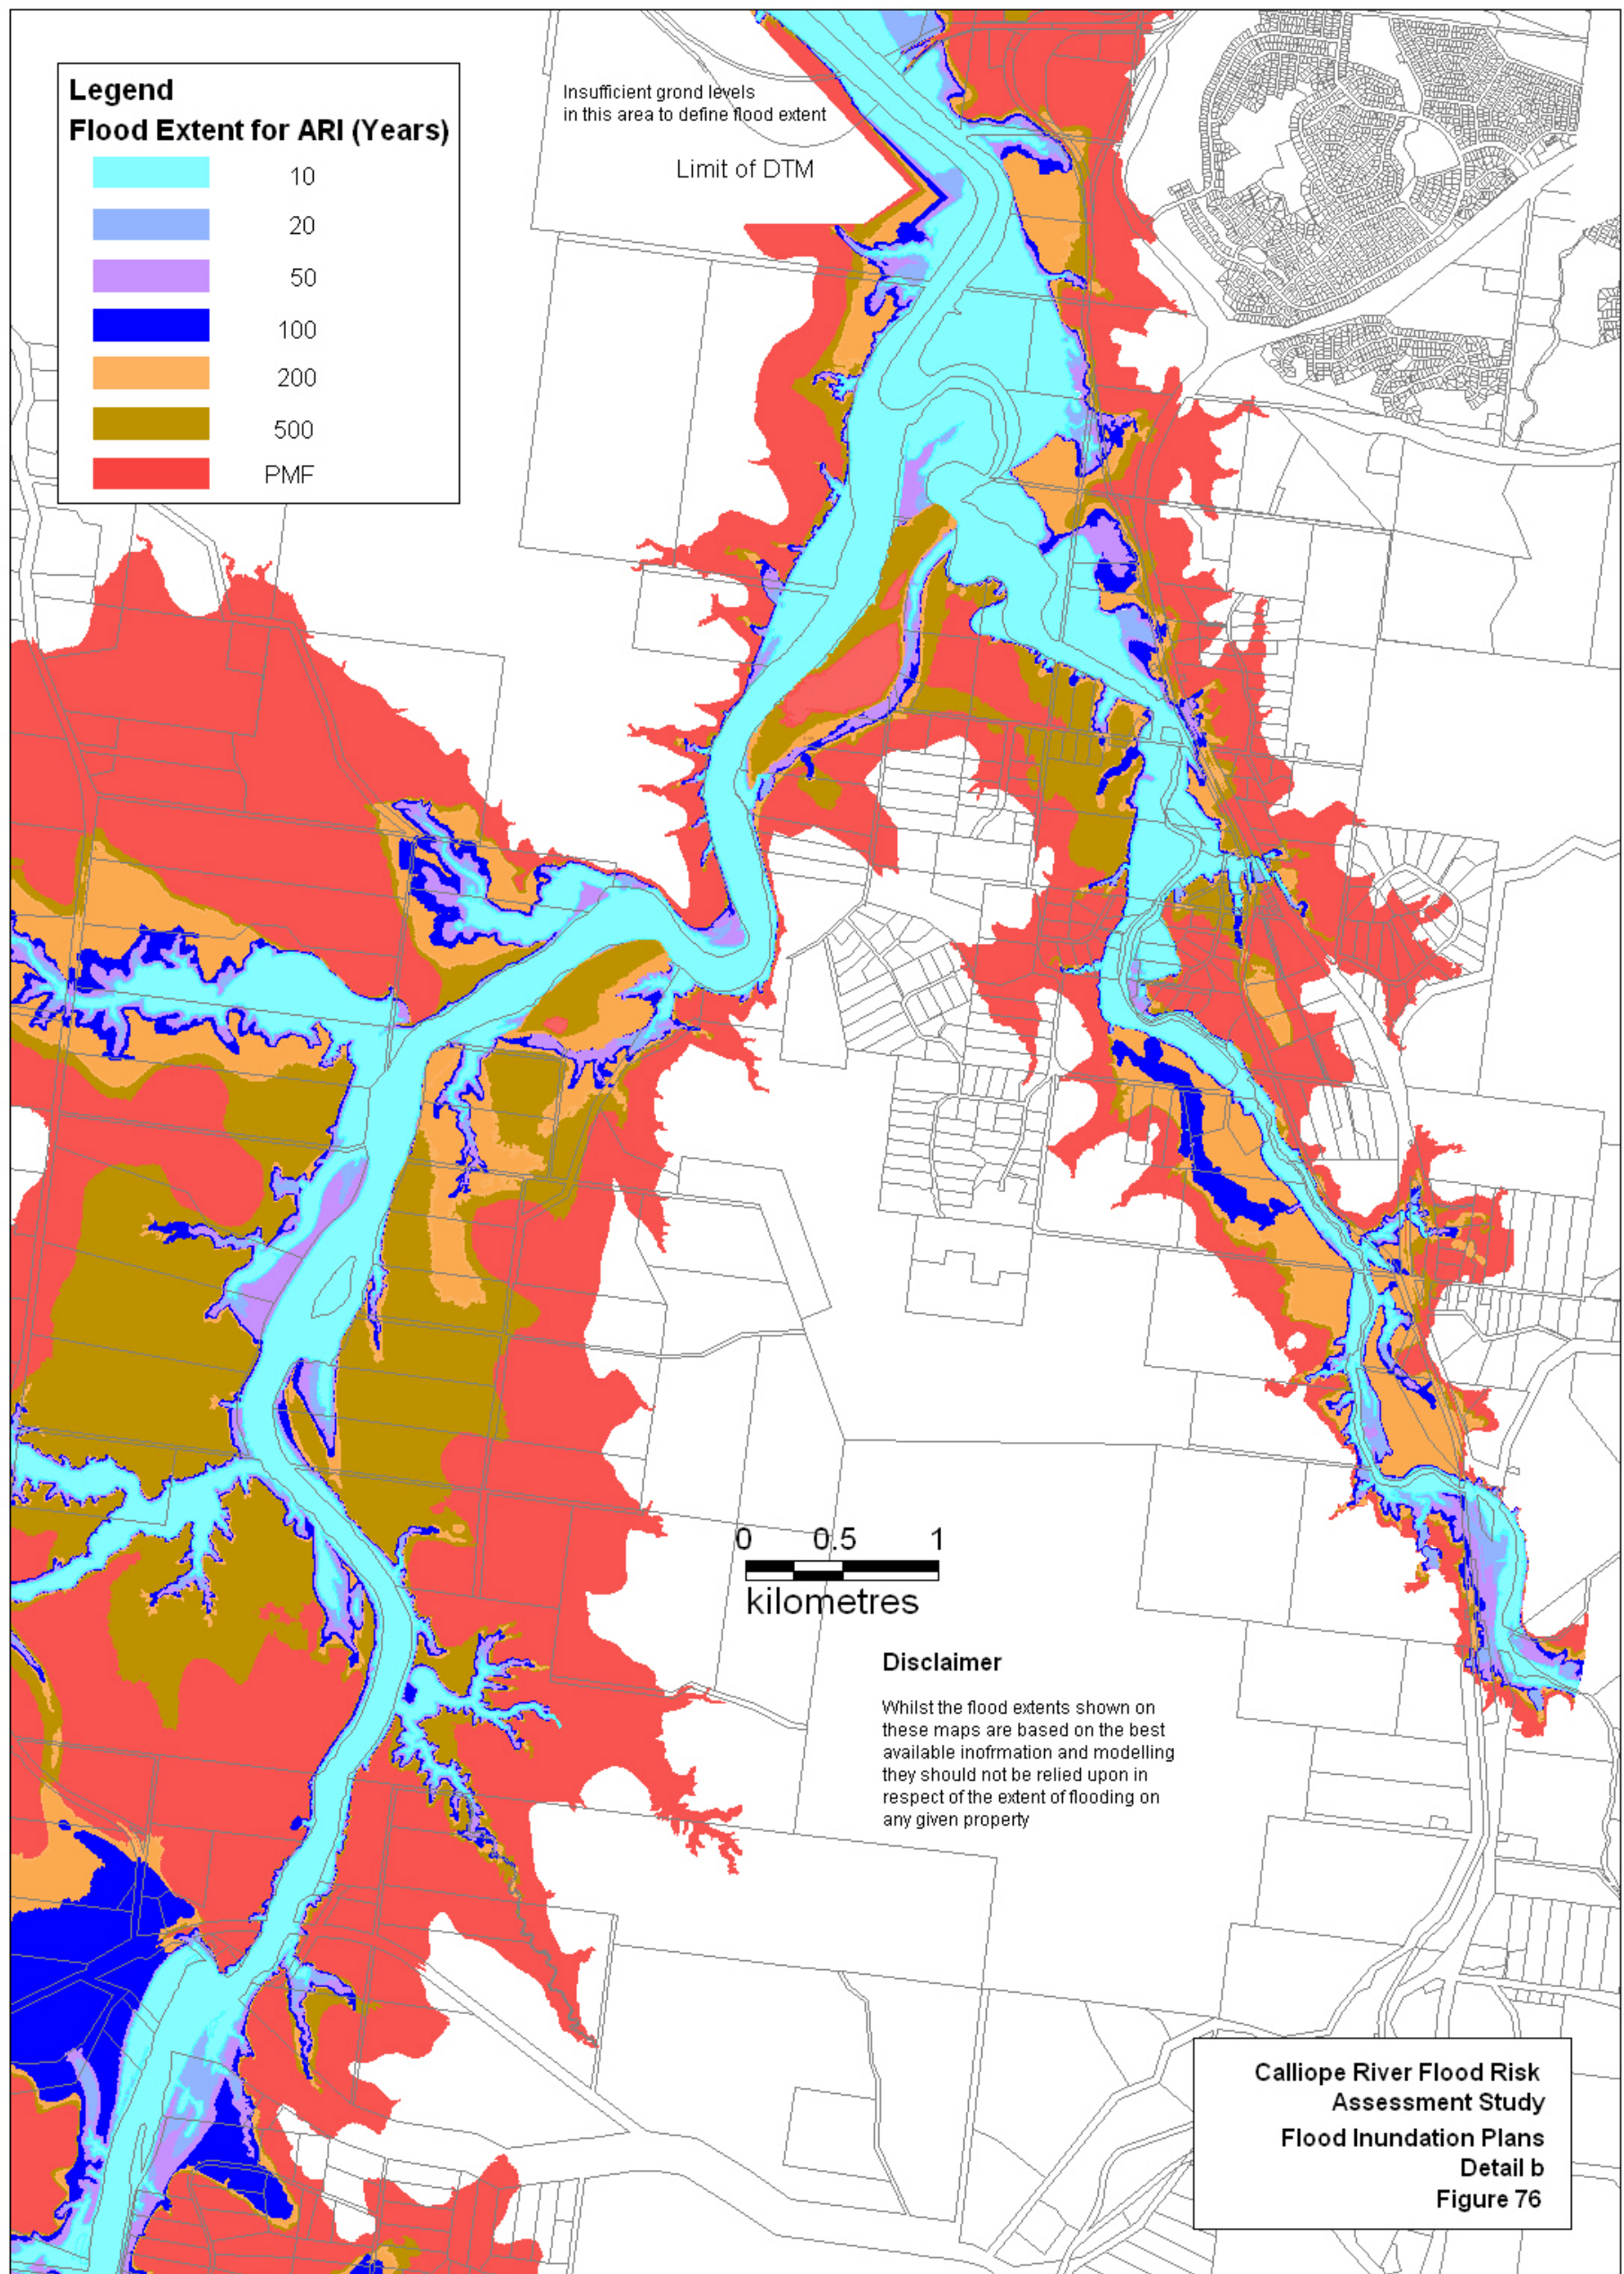 Legend
Flood Extent for ARI (Years)
10
20
50
100
200
500
PMF
Insufficient grond levels
in this area to define flood extent
Limit of DTM
0 0.5 1
kilometres
Disclaimer
Whilst the flood extents shown on
these maps are based on the best
available inofrmation and modelling
they should not be relied upon in
respect of the extent of flooding on
any given property
Calliope River Flood Risk
Assessment Study
Flood Inundation Plans
Detail b
Figure 76